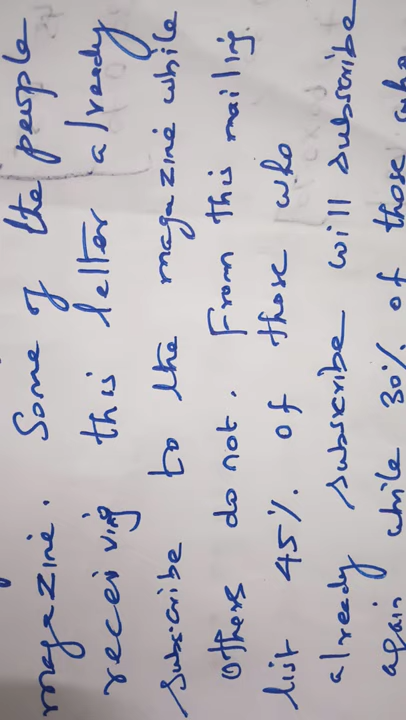 magazine. Some of the people
receiving this letter already
subscribe to the magazine while
others do not. From this mailing
list 45% of those who
already subscribe will subscribe
again while 30% of those who